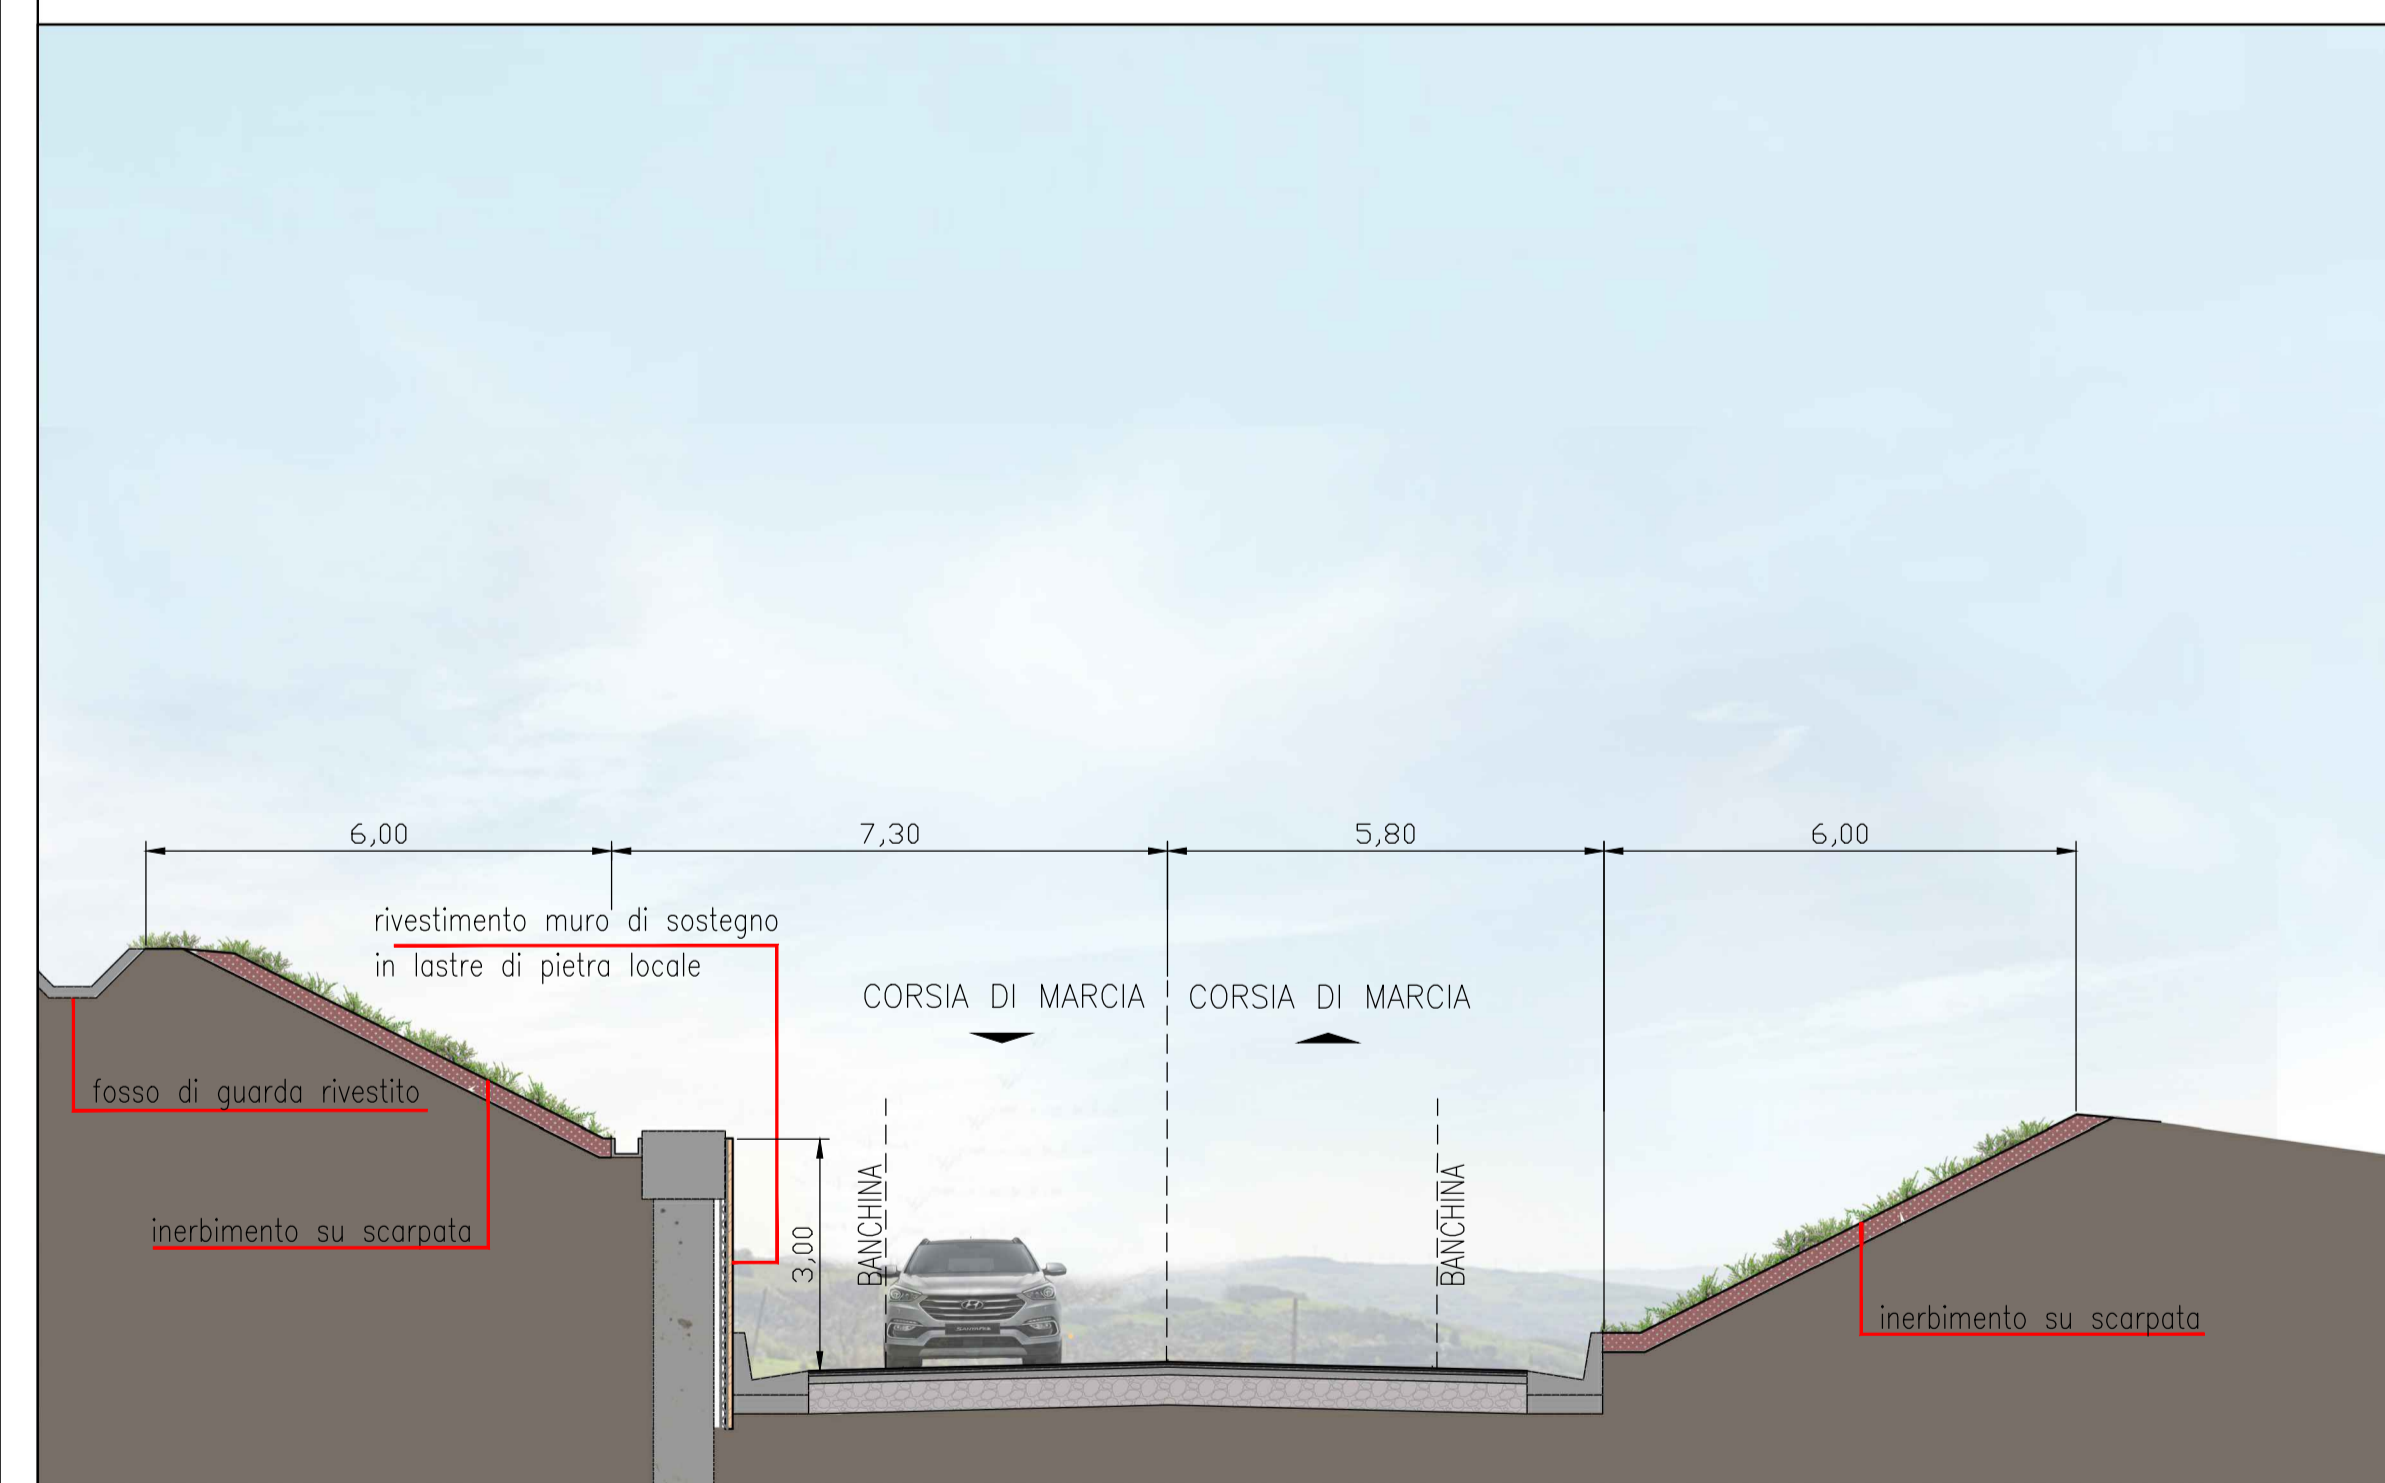 6,00
7,30
5,80
6,00
rivestimento muro di sostegno
in lastre di pietra locale
CORSIA DI MARCIA
CORSIA DI MARCIA
fosso di guarda rivestito
inerbimento su scarpata
3,00
BANCHINA
BANCHINA
inerbimento su scarpata